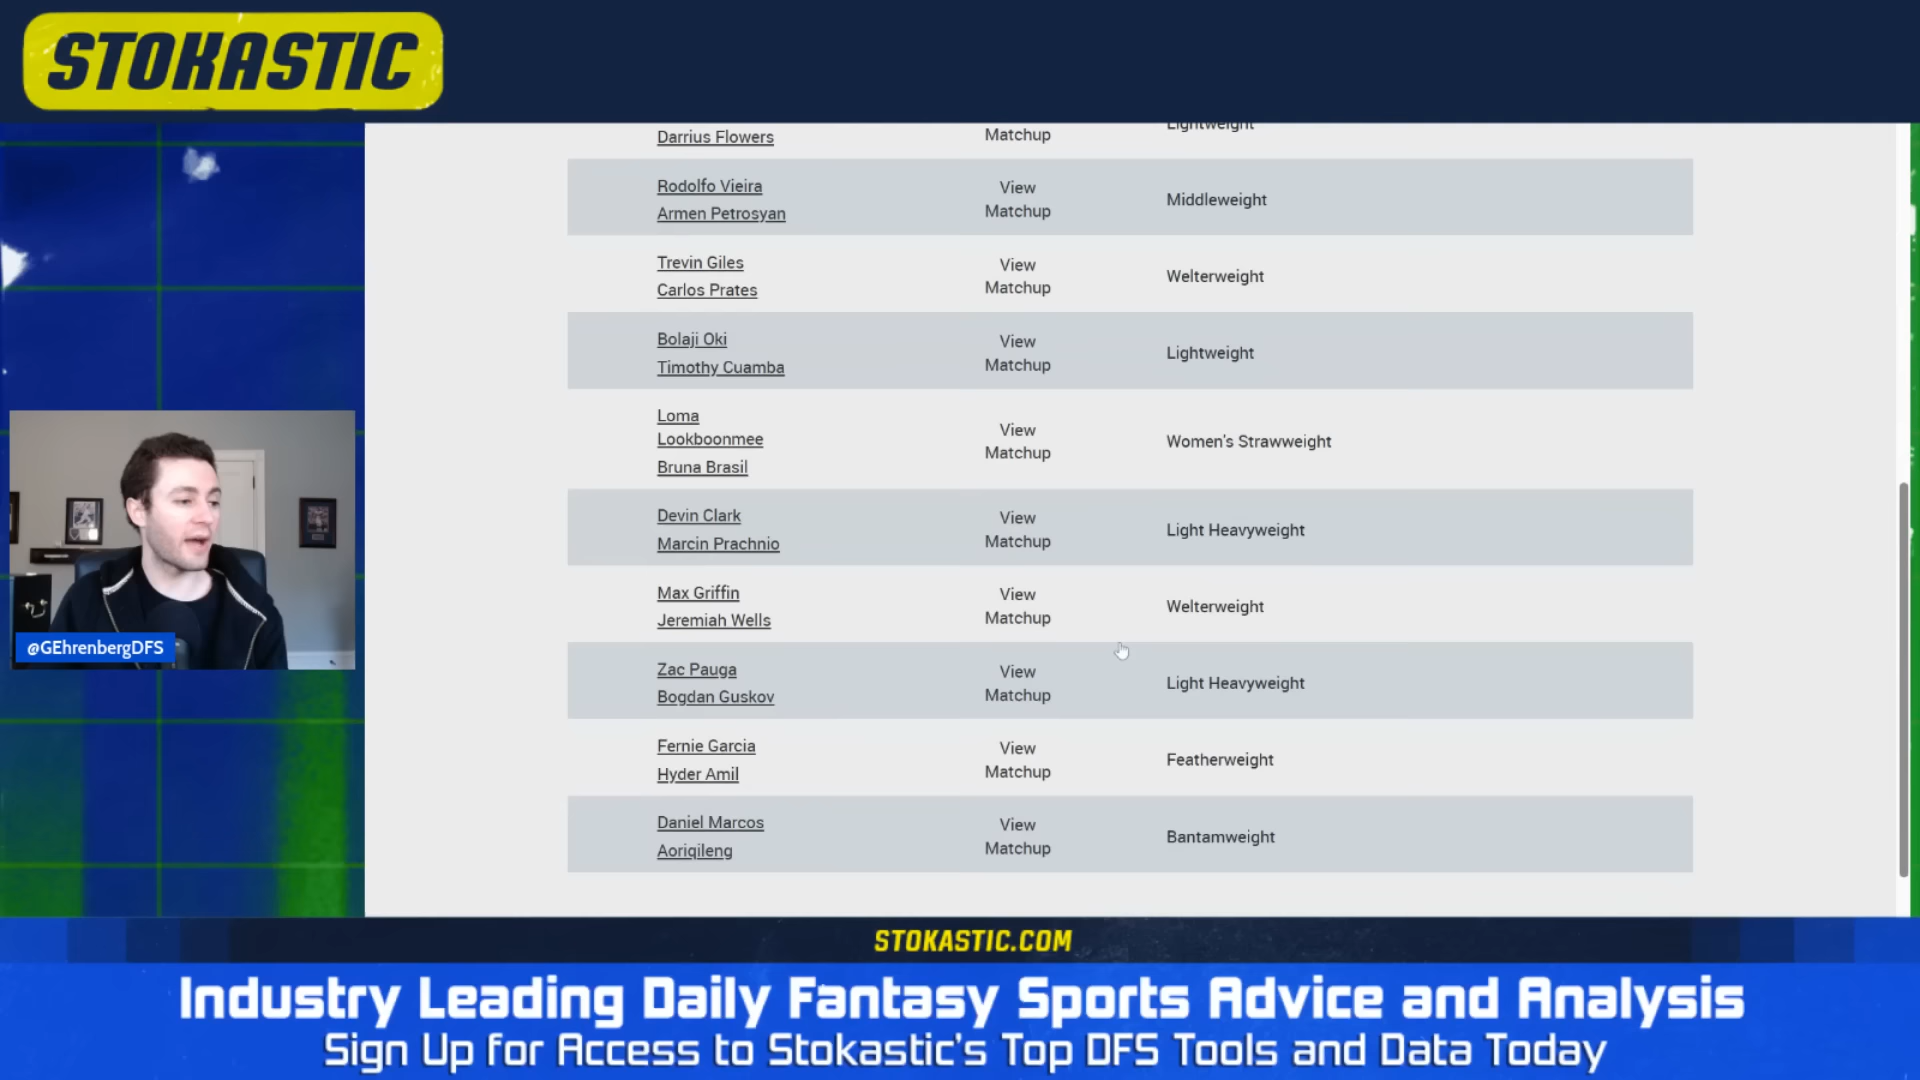 STOKASTIC
Darrius Flowers
View
Matchup
Lightweight
Rodolfo Vieira
Armen Petrosyan
View
Matchup
Middleweight
Trevin Giles
Carlos Prates
View
Matchup
Welterweight
Bolaji Oki
Timothy Cuamba
View
Matchup
Lightweight
Loma
Lookboonmee
Bruna Brasil
View
Matchup
Women's Strawweight
Devin Clark
Marcin Prachnio
View
Matchup
Light Heavyweight
Max Griffin
Jeremiah Wells
View
Matchup
Welterweight
Zac Pauga
Bogdan Guskov
View
Matchup
Light Heavyweight
Fernie Garcia
Hyder Amil
View
Matchup
Featherweight
Daniel Marcos
Aoriqileng
View
Matchup
Bantamweight
@GEhrenbergDFS
STOKASTIC.COM
Industry Leading Daily Fantasy Sports Advice and Analysis
Sign Up for Access to Stokastic's Top DFS Tools and Data Today